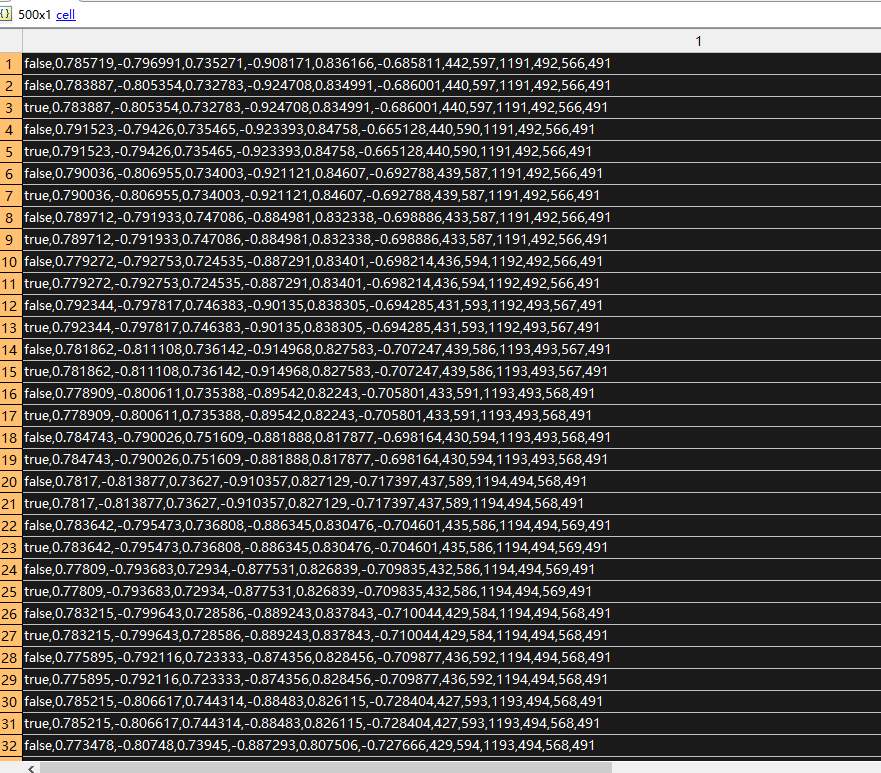 {} 500x1 cell
1
1 false,0.785719,-0.796991,0.735271,-0.908171,0.836166,-0.685811,442,597,1191,492,566,491
2 false,0.783887,-0.805354,0.732783,-0.924708,0.834991,-0.686001,440,597,1191,492,566,491
3 true,0.783887,-0.805354,0.732783,-0.924708,0.834991,-0.686001,440,597,1191,492,566,491
4 false,0.791523,-0.79426,0.735465,-0.923393,0.84758,-0.665128,440,590,1191,492,566,491
5 true,0.791523,-0.79426,0.735465,-0.923393,0.84758,-0.665128,440,590,1191,492,566,491
6 false,0.790036,-0.806955,0.734003,-0.921121,0.84607,-0.692788,439,587,1191,492,566,491
7 true,0.790036,-0.806955,0.734003,-0.921121,0.84607,-0.692788,439,587,1191,492,566,491
8 false,0.789712,-0.791933,0.747086,-0.884981,0.832338,-0.698886,433,587,1191,492,566,491
9 true,0.789712,-0.791933,0.747086,-0.884981,0.832338,-0.698886,433,587,1191,492,566,491
10 false,0.779272,-0.792753,0.724535,-0.887291,0.83401,-0.698214,436,594,1192,492,566,491
11 true,0.779272,-0.792753,0.724535,-0.887291,0.83401,-0.698214,436,594,1192,492,566,491
12 false,0.792344,-0.797817,0.746383,-0.90135,0.838305,-0.694285,431,593,1192,493,567,491
13 true,0.792344,-0.797817,0.746383,-0.90135,0.838305,-0.694285,431,593,1192,493,567,491
14 false,0.781862,-0.811108,0.736142,-0.914968,0.827583,-0.707247,439,586,1193,493,567,491
15 true,0.781862,-0.811108,0.736142,-0.914968,0.827583,-0.707247,439,586,1193,493,567,491
16 false,0.778909,-0.800611,0.735388,-0.89542,0.82243,-0.705801,433,591,1193,493,568,491
17 true,0.778909,-0.800611,0.735388,-0.89542,0.82243,-0.705801,433,591,1193,493,568,491
18 false,0.784743,-0.790026,0.751609,-0.881888,0.817877,-0.698164,430,594,1193,493,568,491
19 true,0.784743,-0.790026,0.751609,-0.881888,0.817877,-0.698164,430,594,1193,493,568,491
20 false,0.7817,-0.813877,0.73627,-0.910357,0.827129,-0.717397,437,589,1194,494,568,491
21 true,0.7817,-0.813877,0.73627,-0.910357,0.827129,-0.717397,437,589,1194,494,568,491
22 false,0.783642,-0.795473,0.736808,-0.886345,0.830476,-0.704601,435,586,1194,494,569,491
23 true,0.783642,-0.795473,0.736808,-0.886345,0.830476,-0.704601,435,586,1194,494,569,491
24 false,0.77809,-0.793683,0.72934,-0.877531,0.826839,-0.709835,432,586,1194,494,569,491
25 true,0.77809,-0.793683,0.72934,-0.877531,0.826839,-0.709835,432,586,1194,494,569,491
26 false,0.783215,-0.799643,0.728586,-0.889243,0.837843,-0.710044,429,584,1194,494,568,491
27 true,0.783215,-0.799643,0.728586,-0.889243,0.837843,-0.710044,429,584,1194,494,568,491
28 false,0.775895,-0.792116,0.723333,-0.874356,0.828456,-0.709877,436,592,1194,494,568,491
29 true,0.775895,-0.792116,0.723333,-0.874356,0.828456,-0.709877,436,592,1194,494,568,491
30 false,0.785215,-0.806617,0.744314,-0.88483,0.826115,-0.728404,427,593,1193,494,568,491
31 true,0.785215,-0.806617,0.744314,-0.88483,0.826115,-0.728404,427,593,1193,494,568,491
32 false,0.773478,-0.80748,0.73945,-0.887293,0.807506,-0.727666,429,594,1193,494,568,491